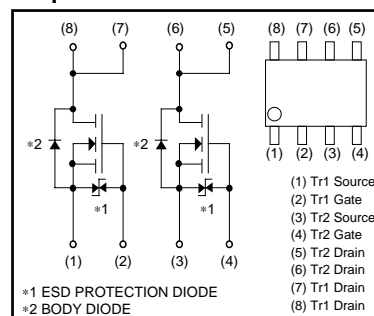 (8) (7) (6) (5)
(8) (7) (6) (5)
∗2 ∗2
∗1 ∗1
(1) (2) (3) (4)
(1) (2) (3) (4)
(1) Tr1 Source
(2) Tr1 Gate
(3) Tr2 Source
(4) Tr2 Gate
(5) Tr2 Drain
(6) Tr2 Drain
(7) Tr1 Drain
(8) Tr1 Drain
∗1 ESD PROTECTION DIODE
∗2 BODY DIODE